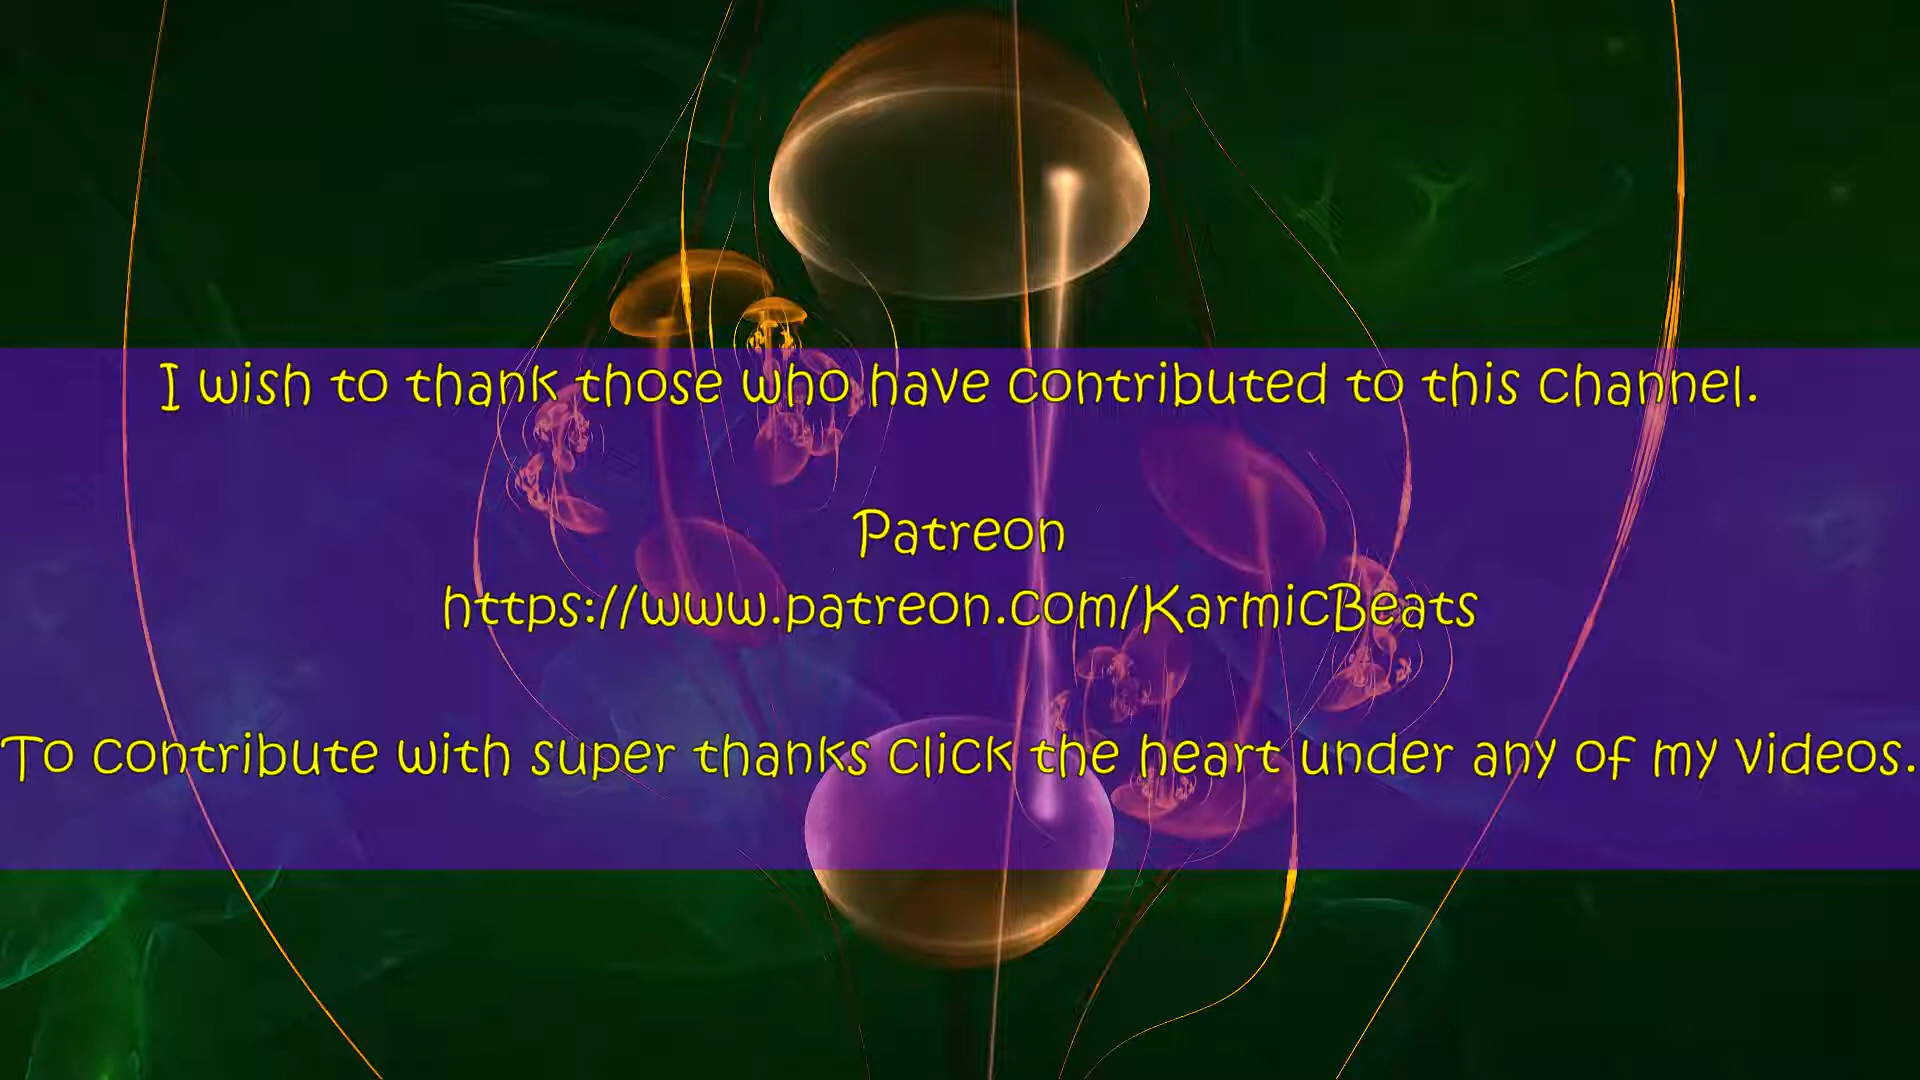 I wish to thank those who have contributed to this channel.
Patreon
https://www.patreon.com/KarmicBeats
To contribute with super thanks click the heart under any of my videos.